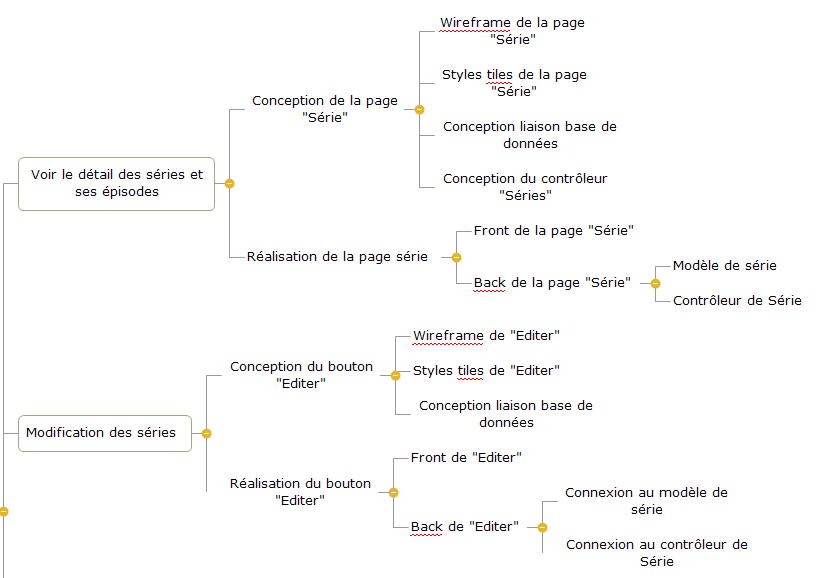 Wireframe de la page
"Série"
Styles tiles de la page
"Série"
Conception de la page
"Série"
Conception liaison base de
données
Conception du contrôleur
"Séries"
Voir le détail des séries et
ses épisodes
Réalisation de la page série
Front de la page "Série"
Back de la page "Série"
Modèle de série
Contrôleur de Série
Wireframe de "Editer"
Conception du bouton
"Editer"
Styles tiles de "Editer"
Conception liaison base de
données
Modification des séries
Front de "Editer"
Réalisation du bouton
"Editer"
Back de "Editer"
Connexion au modèle de
série
Connexion au contrôleur de
Série